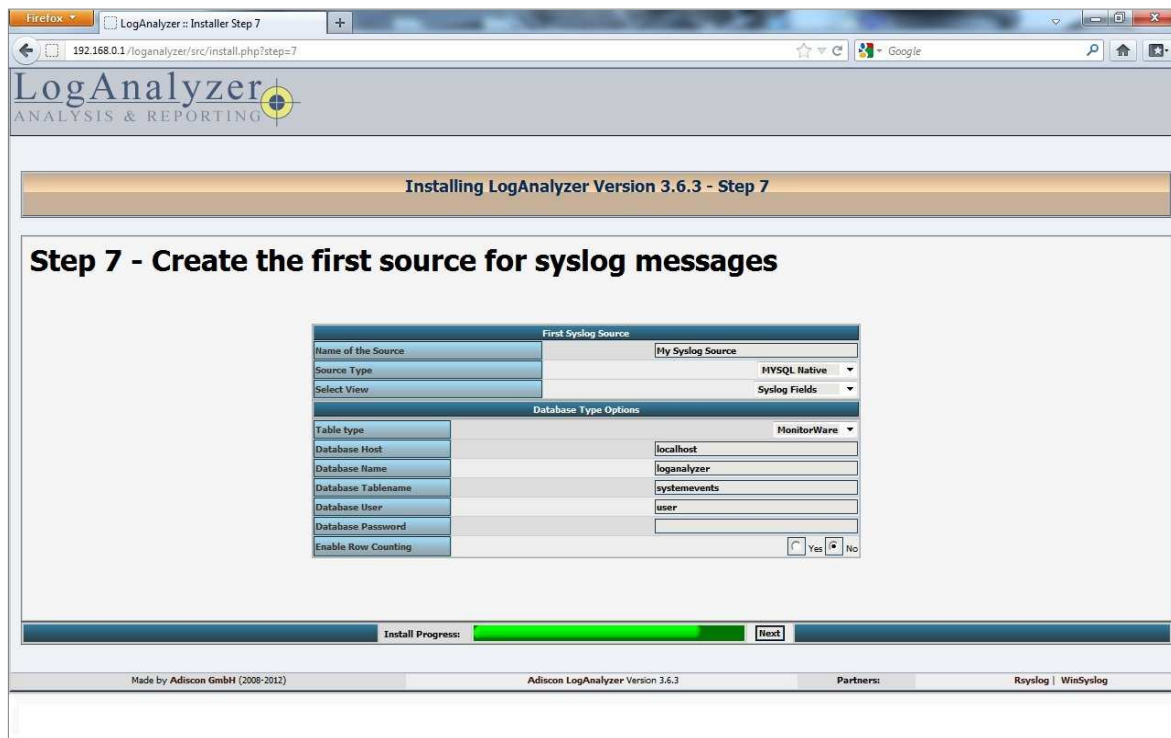 Firefox
LogAnalyzer :: Installer Step 7
192.168.0.1/loganalyzer/src/install.php?step=7
Google
LogAnalyzer
ANALYSIS & REPORTING
Installing LogAnalyzer Version 3.6.3 - Step 7
Step 7 - Create the first source for syslog messages
First Syslog Source
Name of the Source My Syslog Source
Source Type MYSQL Native
Select View Syslog Fields
Database Type Options
Table type MonitorWare
Database Host localhost
Database Name loganalyzer
Database Tablename systemevents
Database User user
Database Password
Enable Row Counting Yes No
Install Progress: Next
Made by Adiscon GmbH (2008-2012) Adiscon LogAnalyzer Version 3.6.3 Partners: Rsyslog | WinSyslog